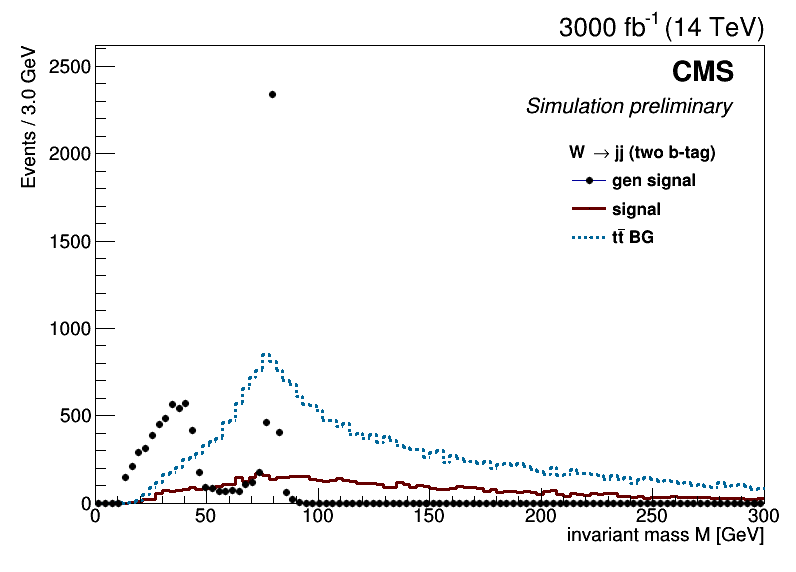 3000 fb⁻¹ (14 TeV)
CMS
Simulation preliminary
W → jj (two b-tag)
gen signal
signal
tt̄ BG
Events / 3.0 GeV
2500
2000
1500
1000
500
0
0 50 100 150 200 250 300
invariant mass M [GeV]